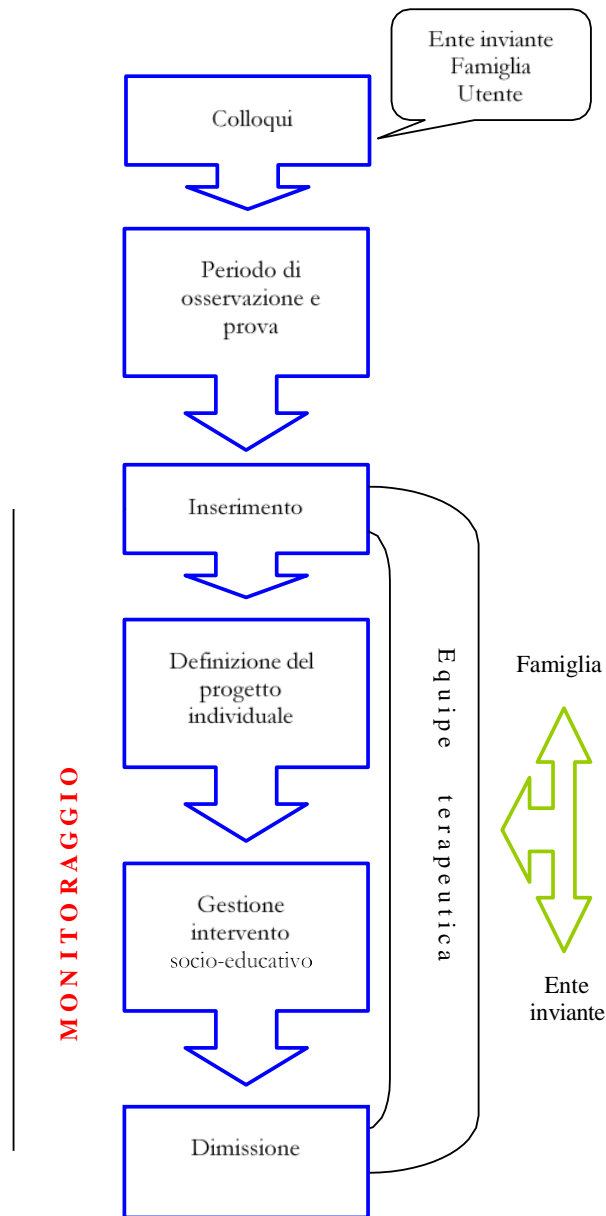 Ente inviante
Famiglia
Utente
Colloqui
Periodo di
osservazione e
prova
Inserimento
Definizione del
progetto
individuale
Gestione
intervento
socio-educativo
Dimissione
MONITORAGGIO
Equipe terapeutica
Famiglia
Ente
inviante